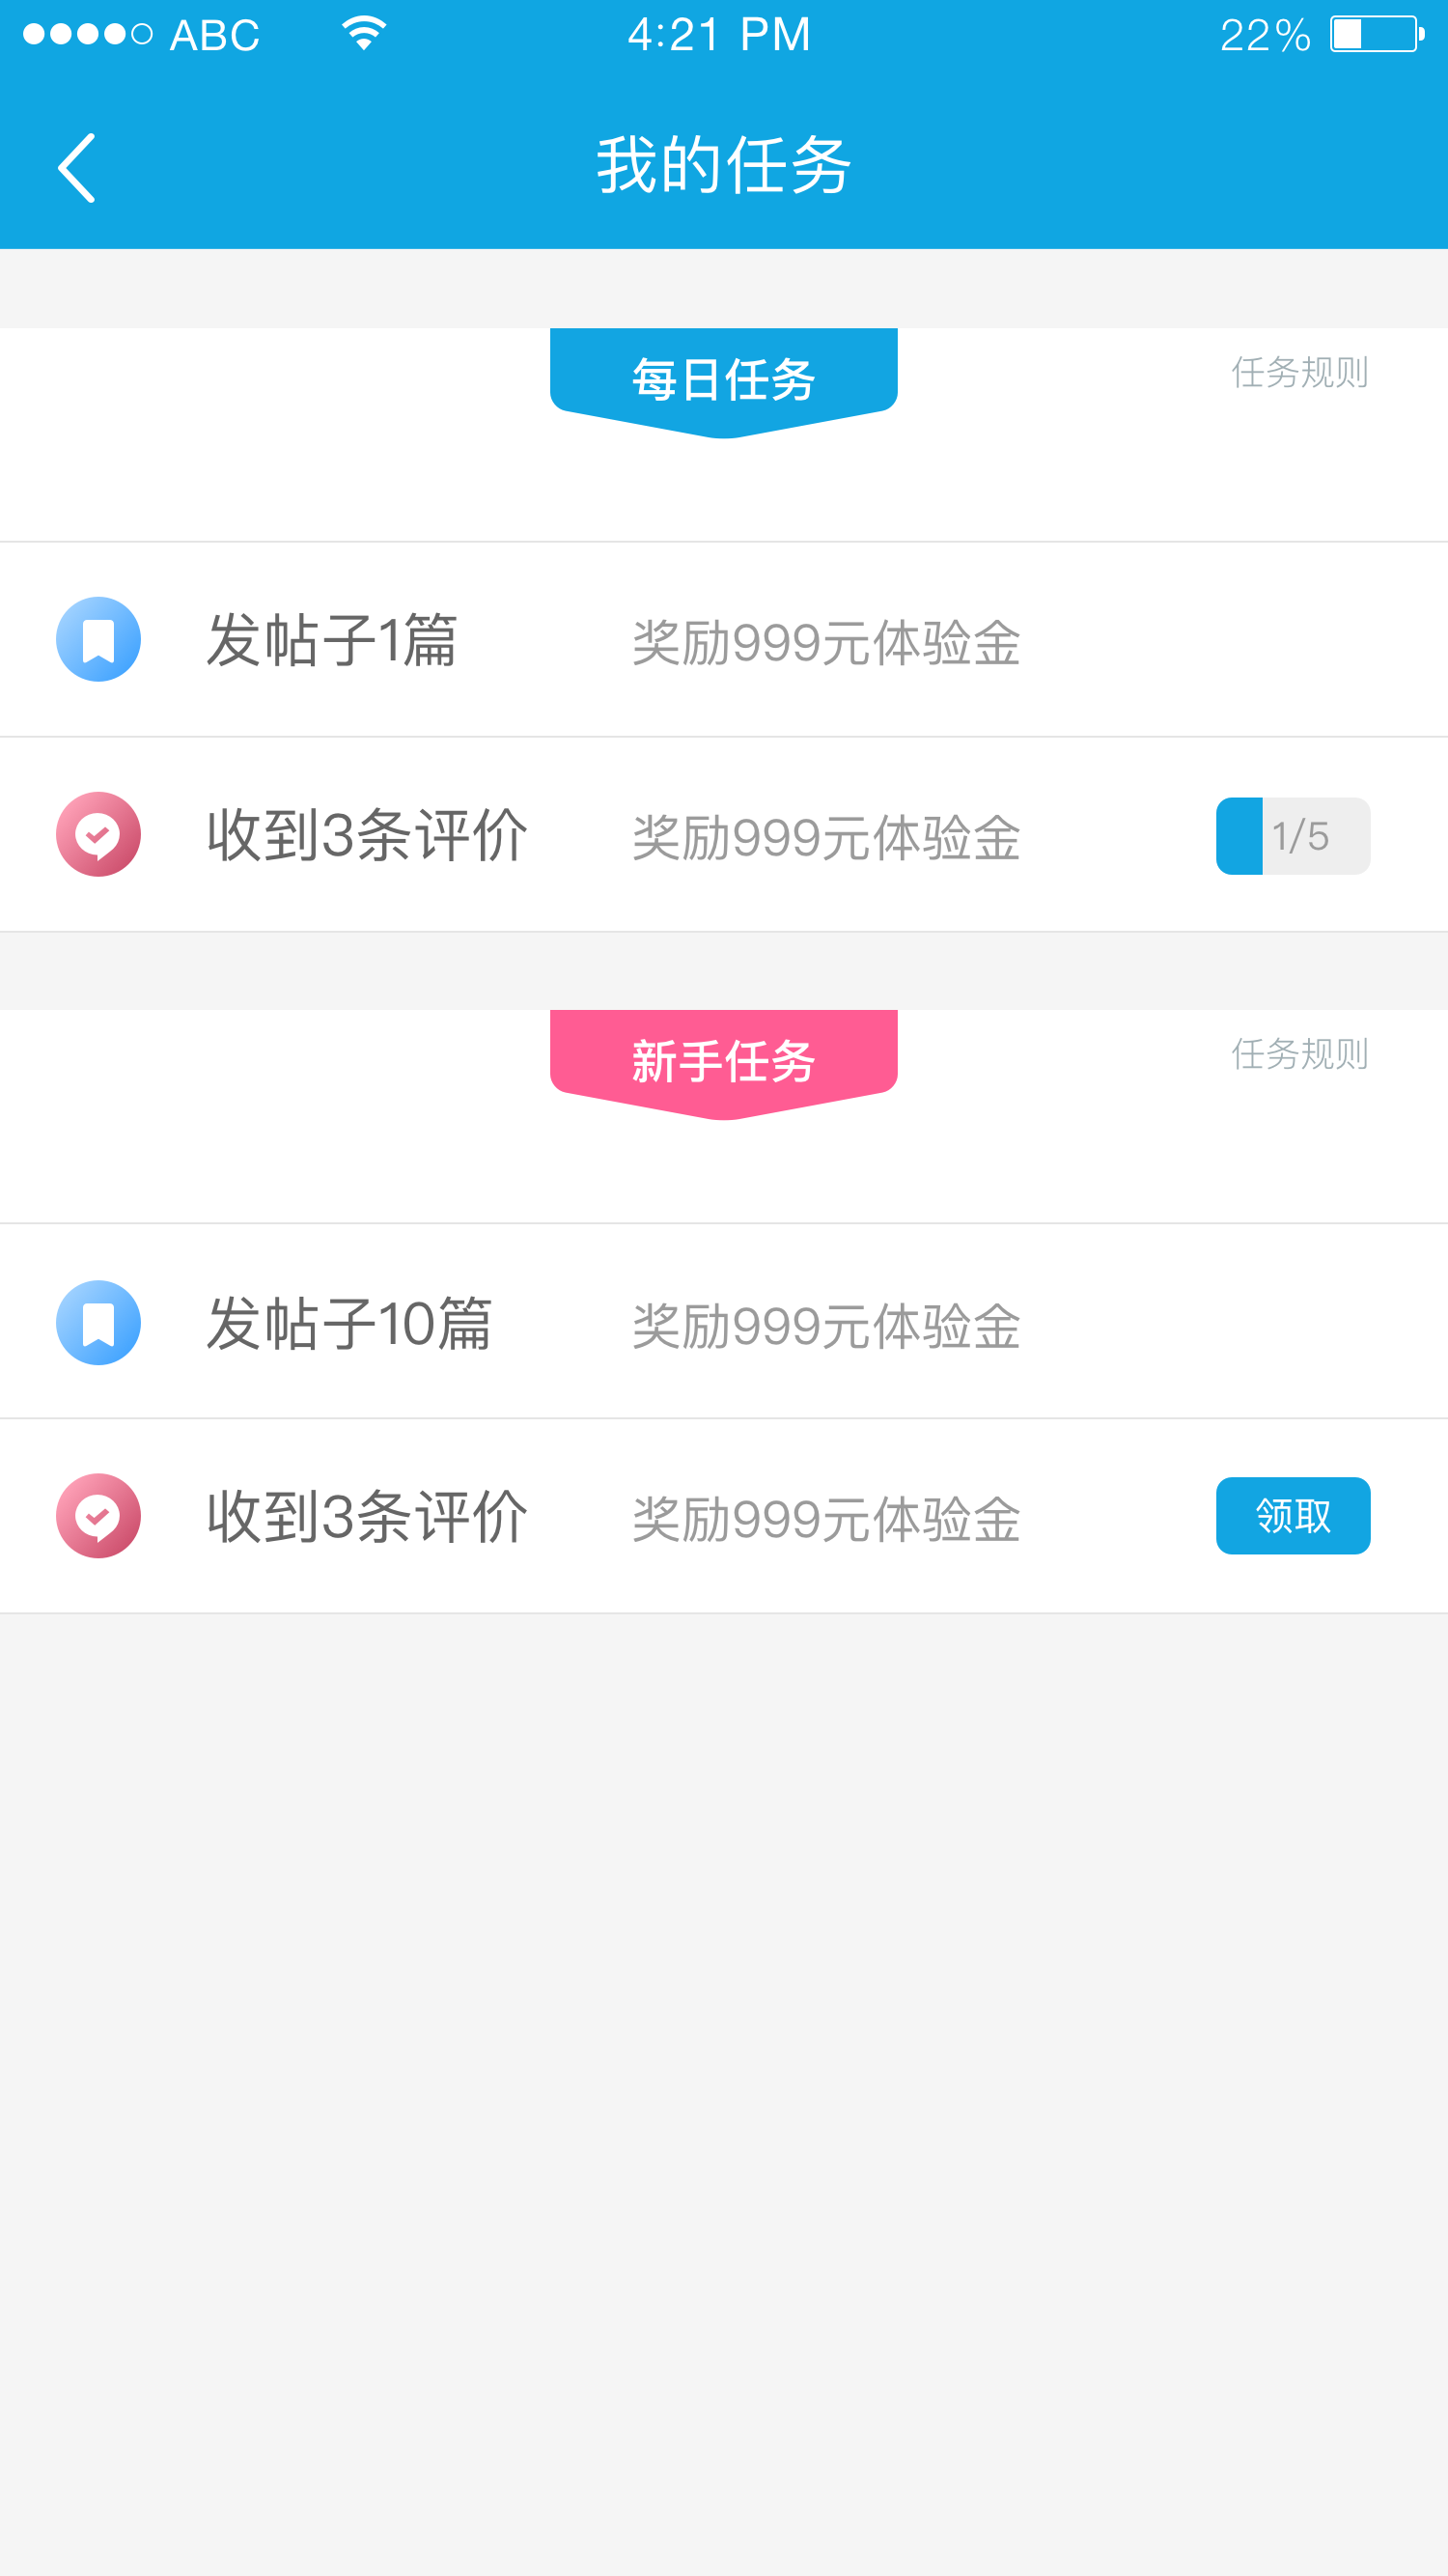 ABC 4:21 PM 22%
我的任务
每日任务 任务规则
发帖子1篇 奖励999元体验金
收到3条评价 奖励999元体验金 1/5
新手任务 任务规则
发帖子10篇 奖励999元体验金
收到3条评价 奖励999元体验金 领取